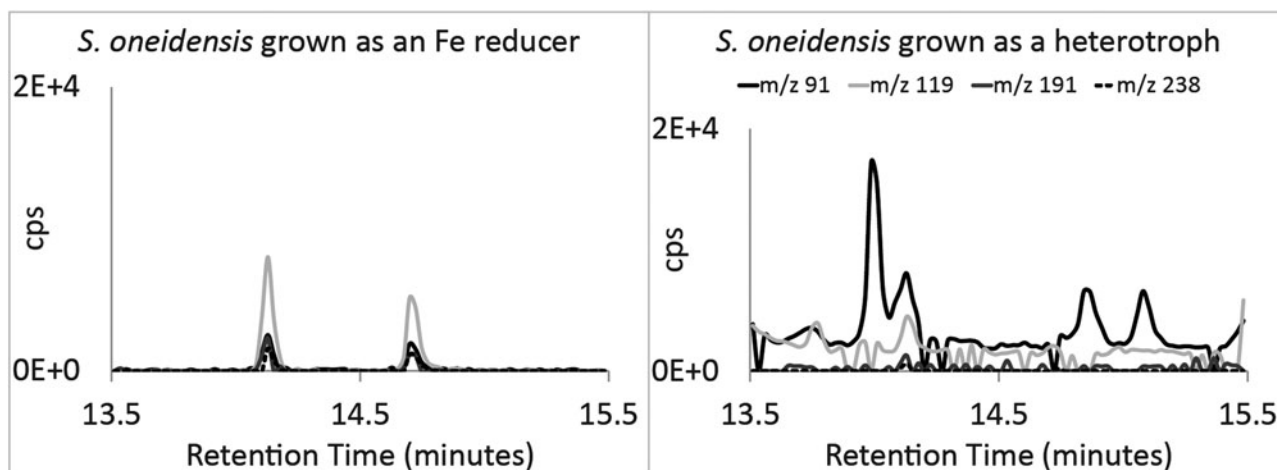 S. oneidensis grown as an Fe reducer
2E+4
cps
0E+0
13.5 14.5 15.5
Retention Time (minutes)
S. oneidensis grown as a heterotroph
m/z 91 m/z 119 m/z 191 m/z 238
2E+4
cps
0E+0
13.5 14.5 15.5
Retention Time (minutes)